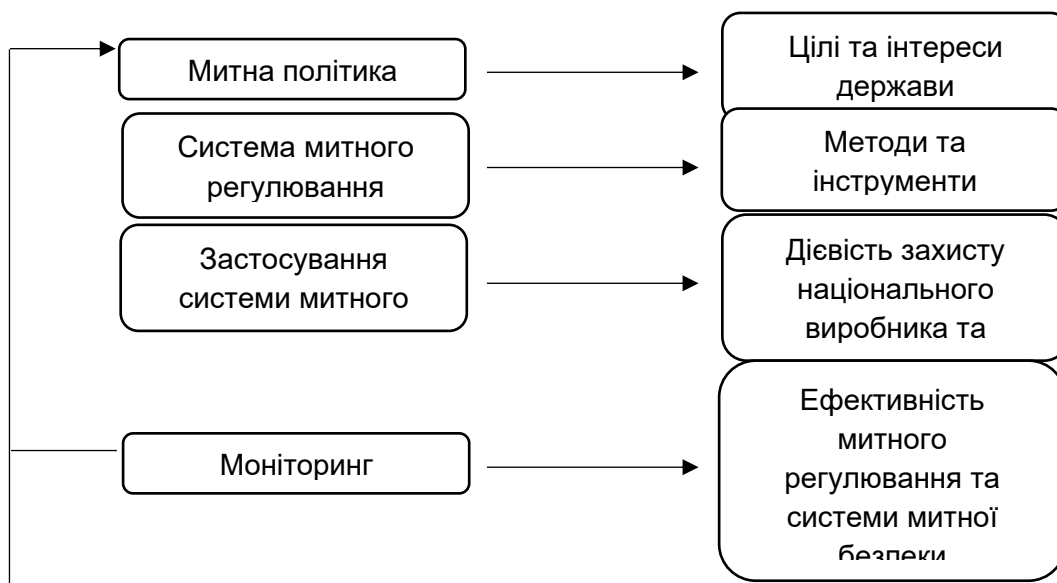 Митна політика
Цілі та інтереси
держави
Система митного
регулювання
Методи та
інструменти
Застосування
системи митного
Дієвість захисту
національного
виробника та
Моніторинг
Ефективність
митного
регулювання та
системи митної
безпеки